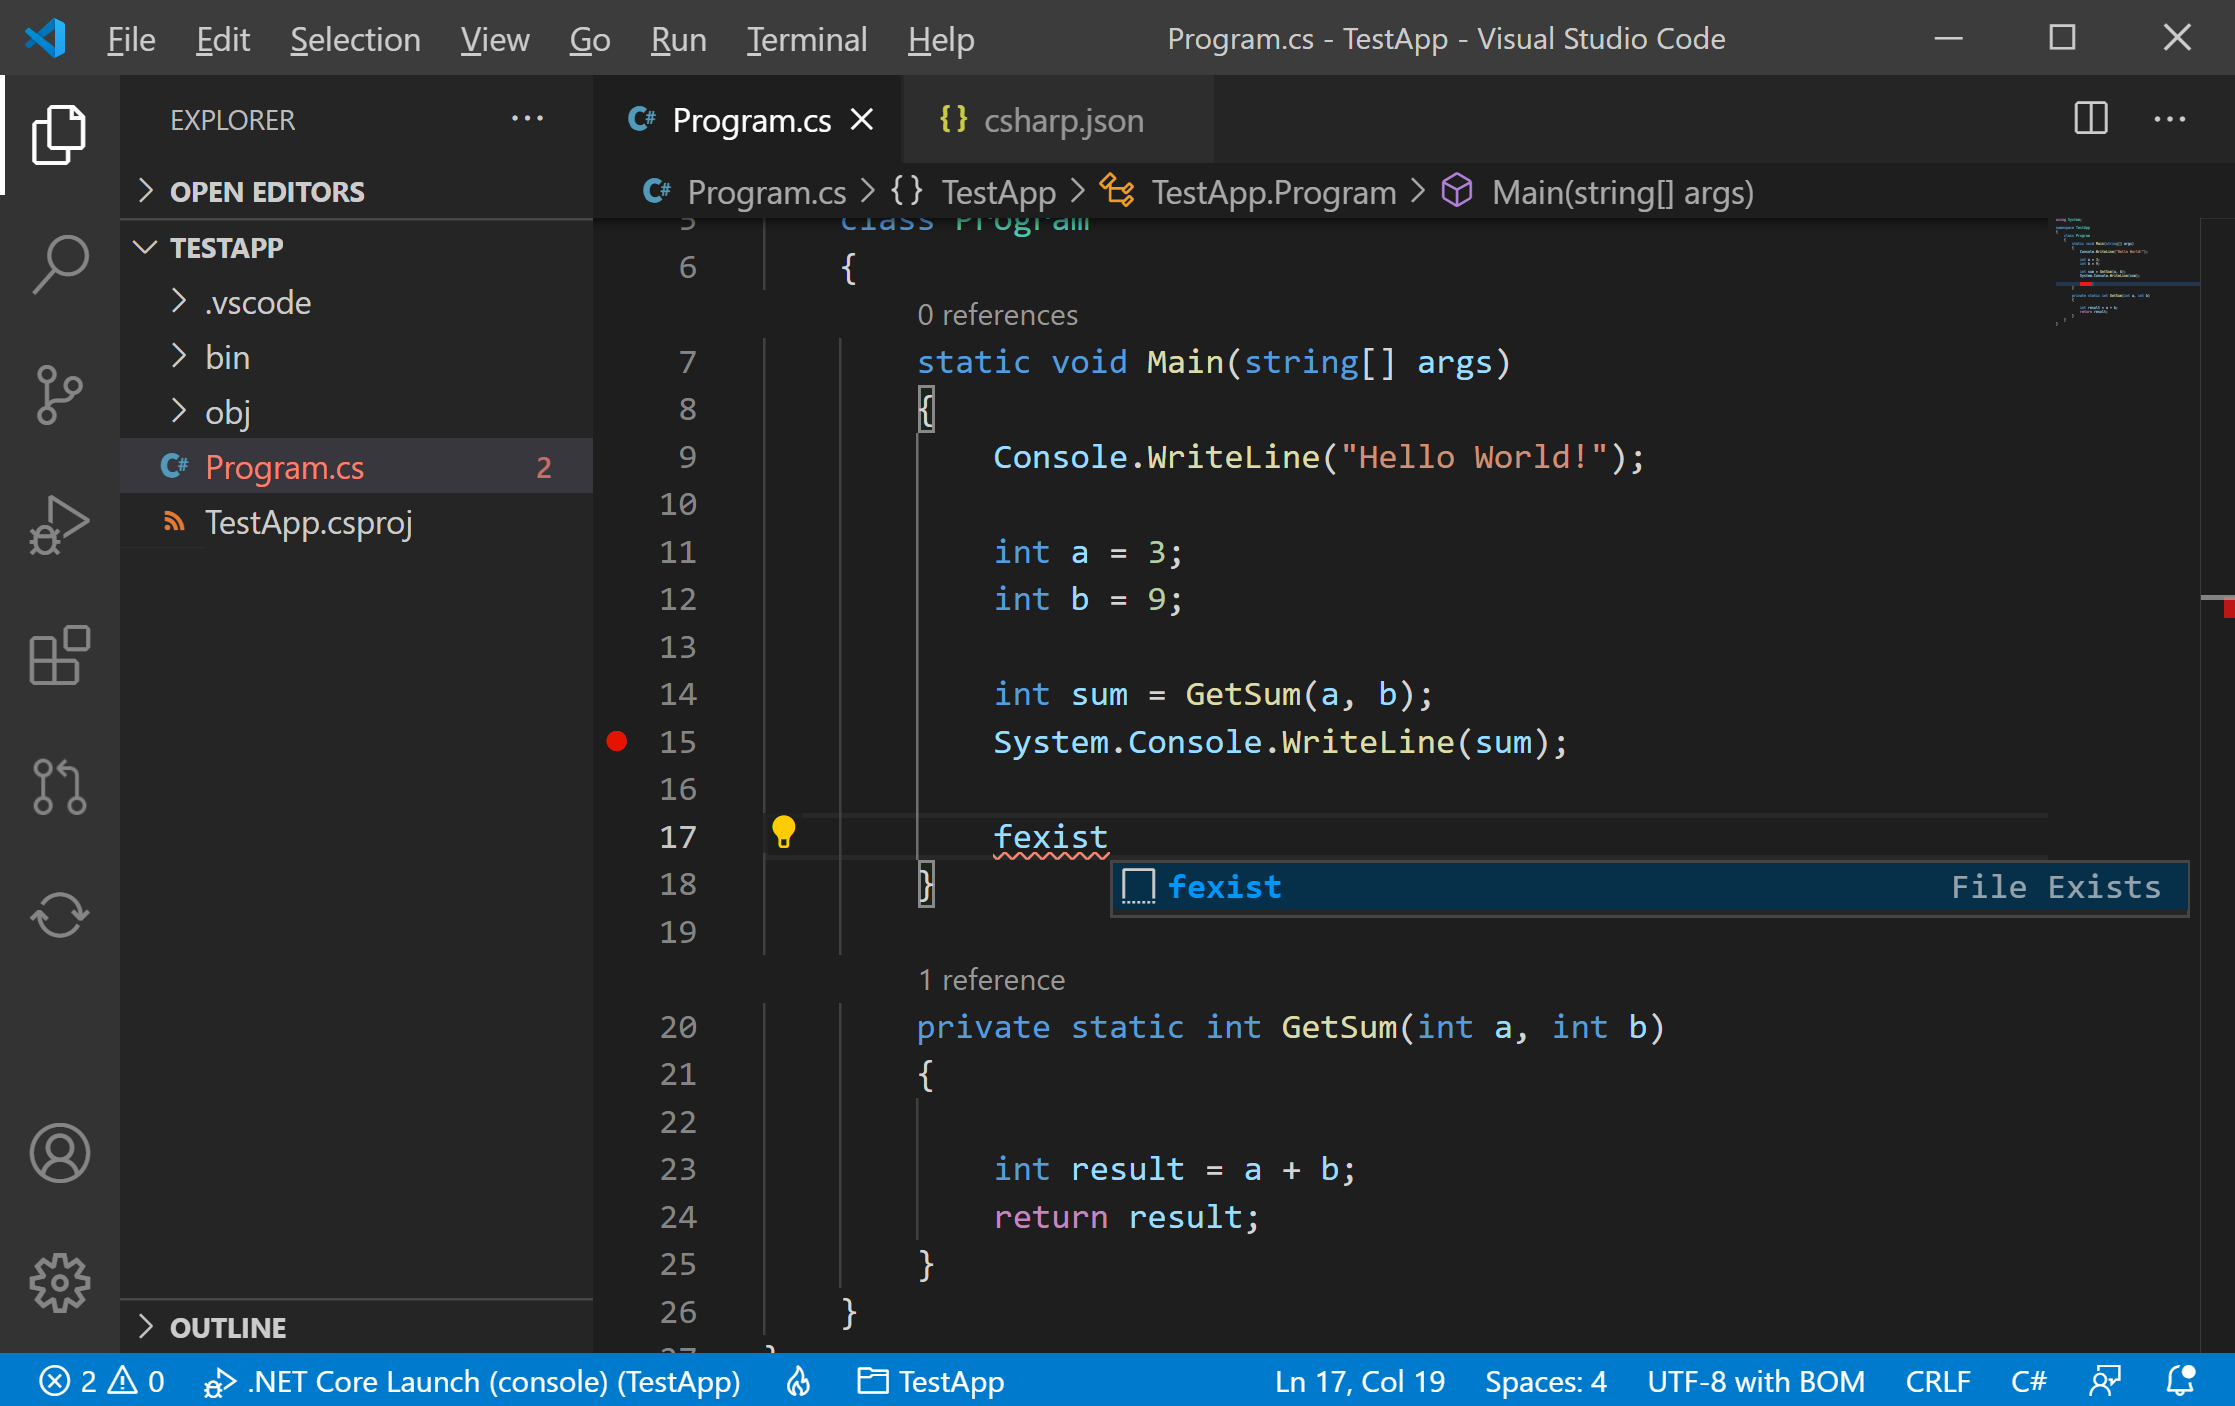 File Edit Selection View Go Run Terminal Help Program.cs - TestApp - Visual Studio Code
EXPLORER
OPEN EDITORS
TESTAPP
.vscode
bin
obj
C# Program.cs 2
TestApp.csproj
OUTLINE
C# Program.cs {} csharp.json
C# Program.cs > {} TestApp > TestApp.Program > Main(string[] args)
5 class Program
6 {
0 references
7 static void Main(string[] args)
8 {
9 Console.WriteLine("Hello World!");
10
11 int a = 3;
12 int b = 9;
13
14 int sum = GetSum(a, b);
15 System.Console.WriteLine(sum);
16
17 fexist
fexist File Exists
18 }
19
1 reference
20 private static int GetSum(int a, int b)
21 {
22
23 int result = a + b;
24 return result;
25 }
26 }
27 }
2 0 .NET Core Launch (console) (TestApp) TestApp Ln 17, Col 19 Spaces: 4 UTF-8 with BOM CRLF C#